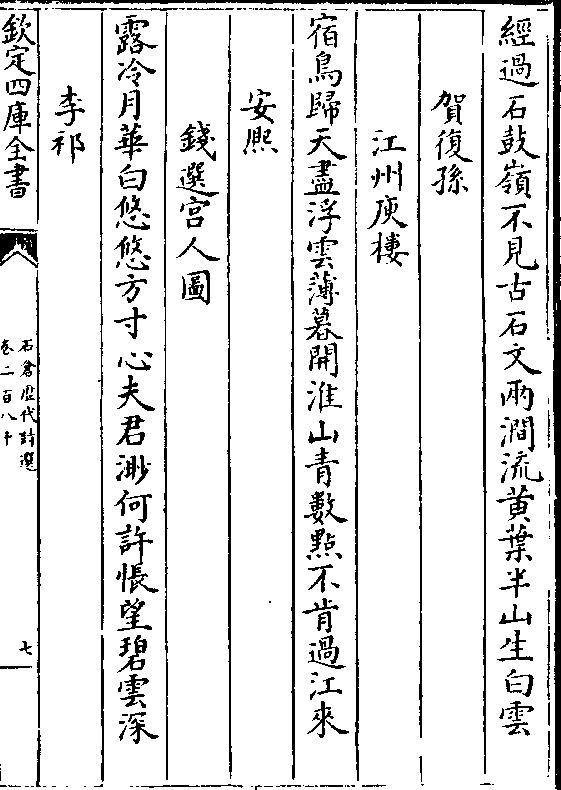 經過石鼓嶺不見古石文兩澗流黃葉半山生白雲
賀復孫
江州庾樓
宿鳥歸天盡浮雲薄暮開淮山青數點不肯過江來
安熈
錢選宮人圖
露冷月華白悠悠方寸心夫君渺何許悵望碧雲深
李祁
欽定四庫全書
石倉歷代詩選
卷二百八十
七